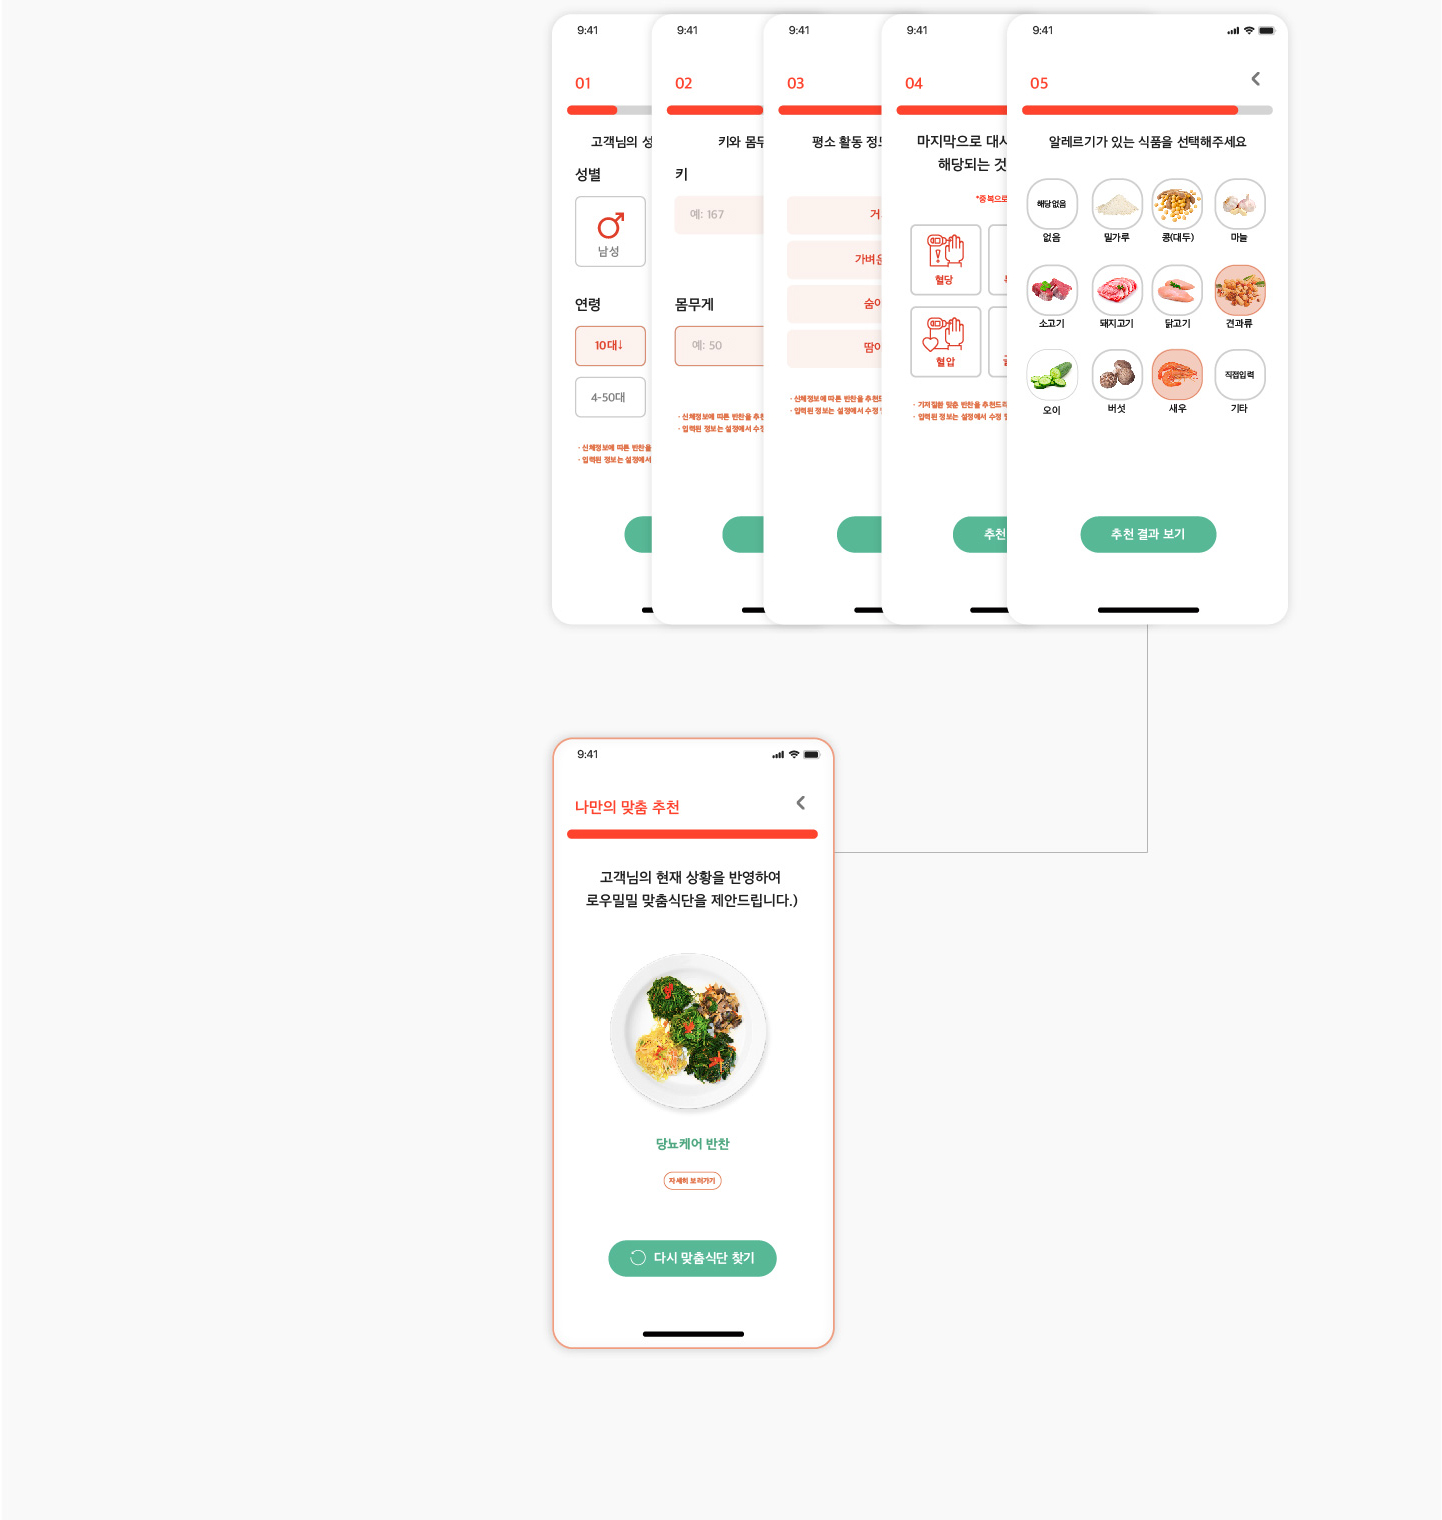 9:41
01
고객님의 성
성별
남성
연령
10대↓
4-50대
· 신체정보에 따른 반찬을
· 입력된 정보는 설정에서
9:41
02
키와 몸무
키
예: 167
몸무게
예: 50
· 신체정보에 따른 반찬을 추천
· 입력된 정보는 설정에서 수정
9:41
03
평소 활동 정보
거
가벼운
숨이
땀이
· 신체정보에 따른 반찬을 추천드
· 입력된 정보는 설정에서 수정 및
9:41
04
마지막으로 대사
해당되는 것
*중복으로
혈당
혈압
· 기저질환 맞춘 반찬을 추천드리
· 입력된 정보는 설정에서 수정 및
추천
9:41
05
알레르기가 있는 식품을 선택해주세요
해당없음
없음
밀가루
콩(대두)
마늘
소고기
돼지고기
닭고기
견과류
오이
버섯
새우
직접입력
기타
추천 결과 보기
9:41
나만의 맞춤 추천
고객님의 현재 상황을 반영하여
로우밀밀 맞춤식단을 제안드립니다.)
당뇨케어 반찬
자세히 보러가기
다시 맞춤식단 찾기